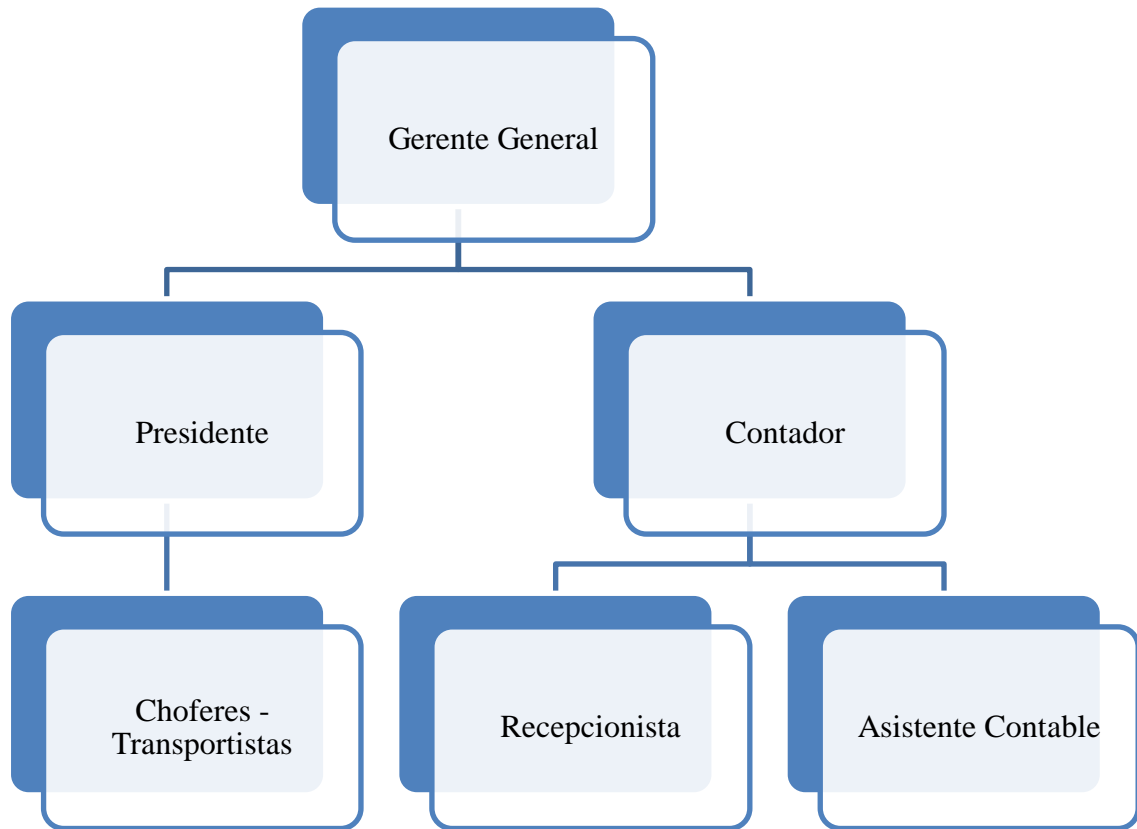 Gerente General
Presidente
Contador
Choferes -
Transportistas
Recepcionista
Asistente Contable